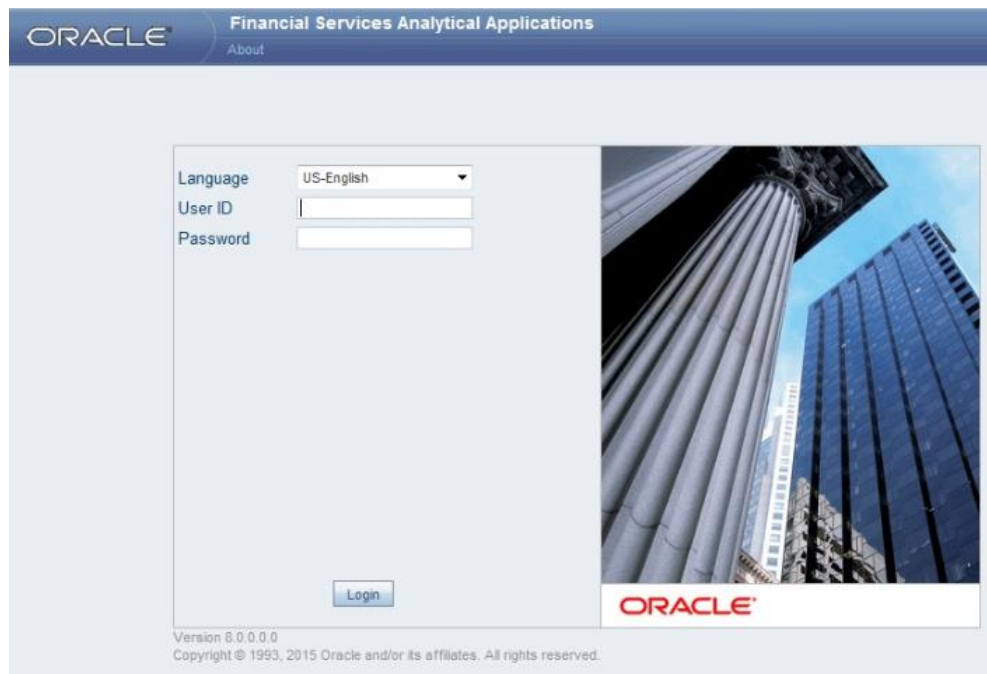 ORACLE®
Financial Services Analytical Applications
About
Language US-English
User ID
Password
Login
ORACLE®
Version 8.0.0.0.0
Copyright © 1993, 2015 Oracle and/or its affiliates. All rights reserved.